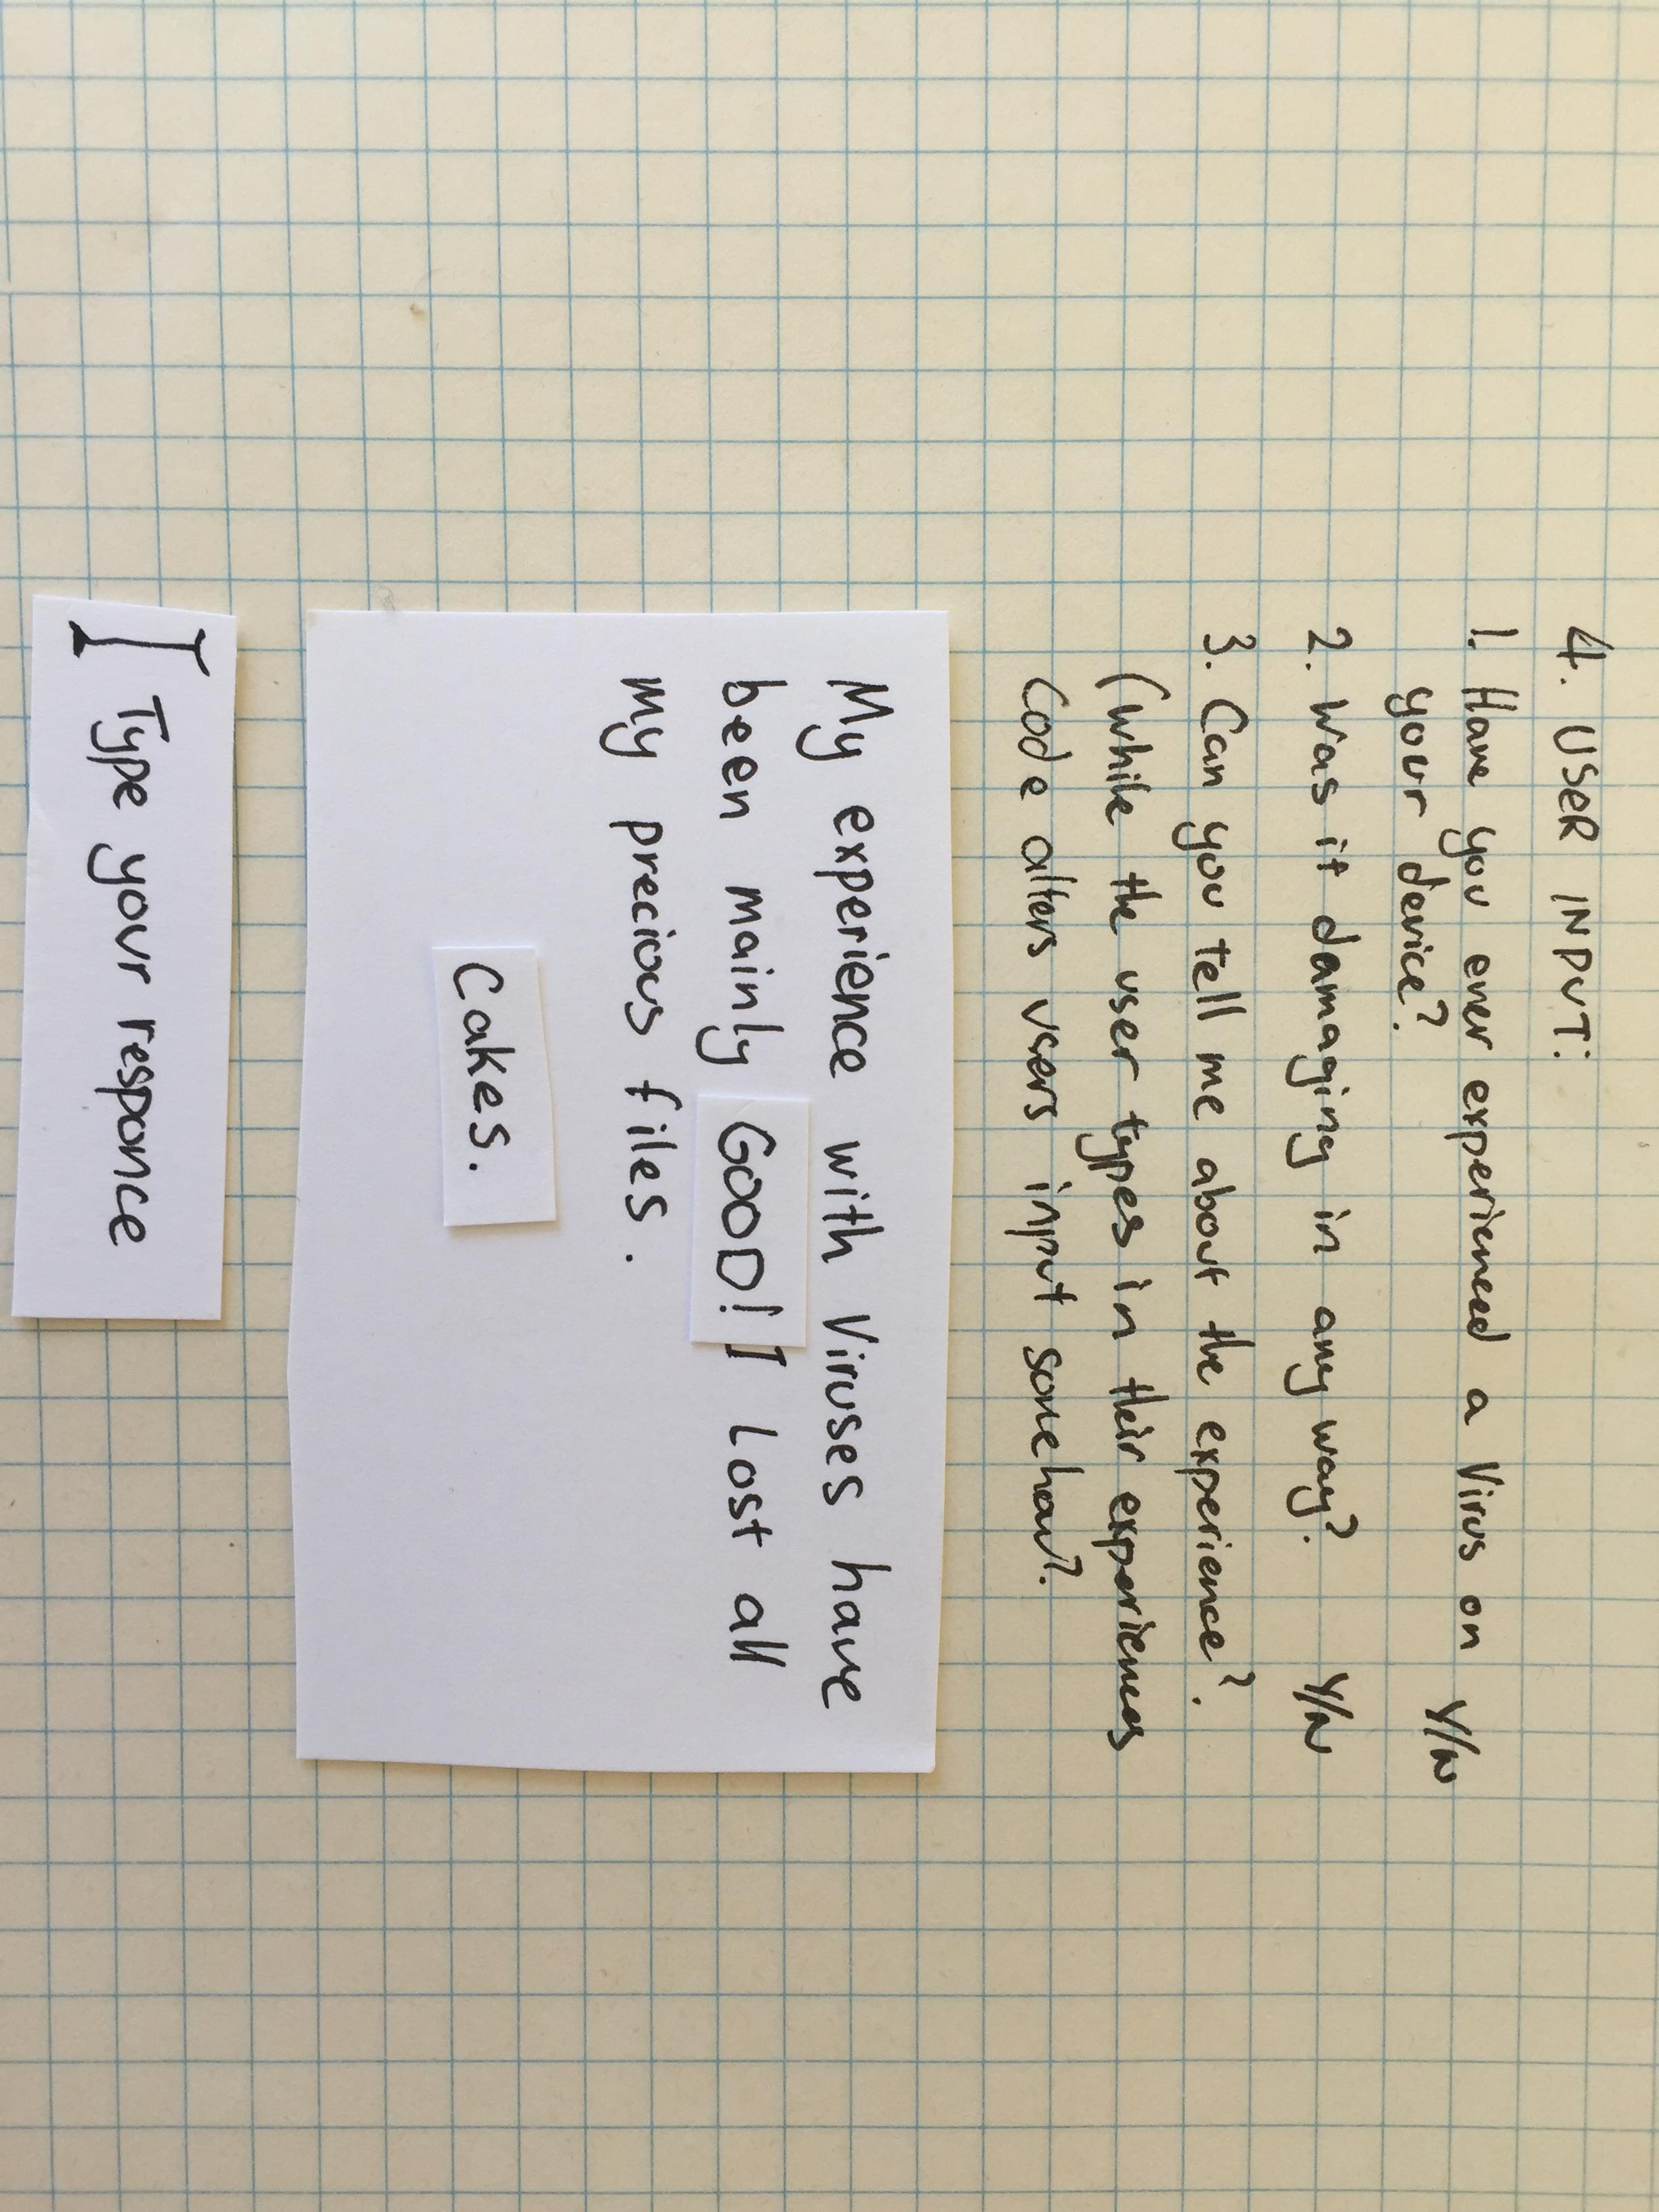 4. USER INPUT:
1. Have you ever experienced a Virus on Y/N
your device?
2. Was it damaging in any way? Y/N
3. Can you tell me about the experience?
(While the user types in their experiences
Code alters users input somehow?
My experience with Viruses have
been mainly GOOD! I Lost all
my precious files.
Cakes.
Type your responce